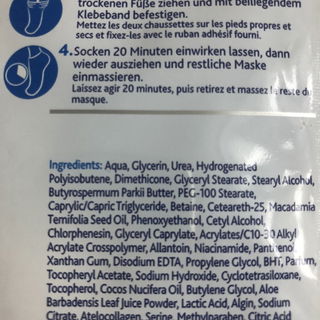 trockenen Füße ziehen und mit beiliegendem
Klebeband befestigen.
Mettez les deux chaussettes sur les pieds propres et
secs et fixez-les avec le ruban adhésif fourni.
4. Socken 20 Minuten einwirken lassen, dann
wieder ausziehen und restliche Maske
einmassieren.
Laissez agir 20 minutes, puis retirez et massez le reste du
masque.
Ingredients: Aqua, Glycerin, Urea, Hydrogenated
Polyisobutene, Dimethicone, Glyceryl Stearate, Stearyl Alcohol,
Butyrospermum Parkii Butter, PEG-100 Stearate,
Caprylic/Capric Triglyceride, Betaine, Ceteareth-25, Macadamia
Ternifolia Seed Oil, Phenoxyethanol, Cetyl Alcohol,
Chlorphenesin, Glyceryl Caprylate, Acrylates/C10-30 Alkyl
Acrylate Crosspolymer, Allantoin, Niacinamide, Panthenol
Xanthan Gum, Disodium EDTA, Propylene Glycol, BHT, Parfum,
Tocopheryl Acetate, Sodium Hydroxide, Cyclotetrasiloxane,
Tocopherol, Cocos Nucifera Oil, Butylene Glycol, Aloe
Barbadensis Leaf Juice Powder, Lactic Acid, Algin, Sodium
Citrate, Atelocollagen, Serine, Methylparaben, Citric Acid